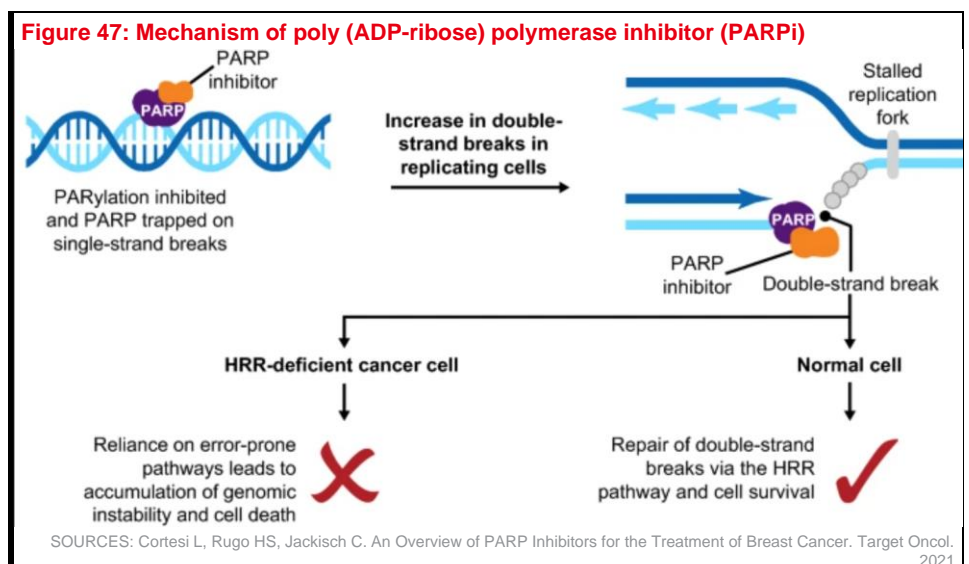 Figure 47: Mechanism of poly (ADP-ribose) polymerase inhibitor (PARPi)
PARP
inhibitor
PARP
PARylation inhibited
and PARP trapped on
single-strand breaks
Increase in double-
strand breaks in
replicating cells
Stalled
replication
fork
PARP
PARP
inhibitor
Double-strand break
HRR-deficient cancer cell
Reliance on error-prone
pathways leads to
accumulation of genomic
instability and cell death
Normal cell
Repair of double-strand
breaks via the HRR
pathway and cell survival
SOURCES: Cortesi L, Rugo HS, Jackisch C. An Overview of PARP Inhibitors for the Treatment of Breast Cancer. Target Oncol.
2021